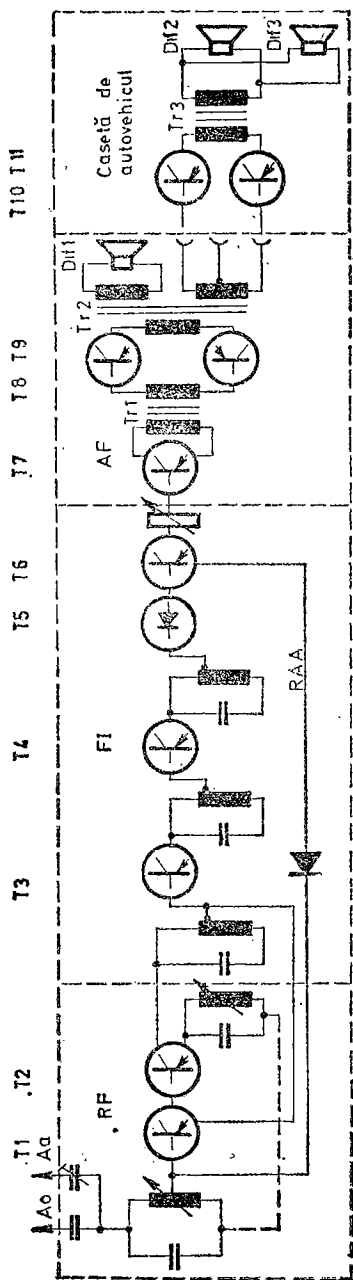 T1 T2 T3 T4 T5 T6 T7 T8 T9 T10 T11
Ao Aa
RF
FI
AF
RAA
Tr1
Tr2
Tr3
Dif1
Dif2
Dif3
Casetă de
autovehicul